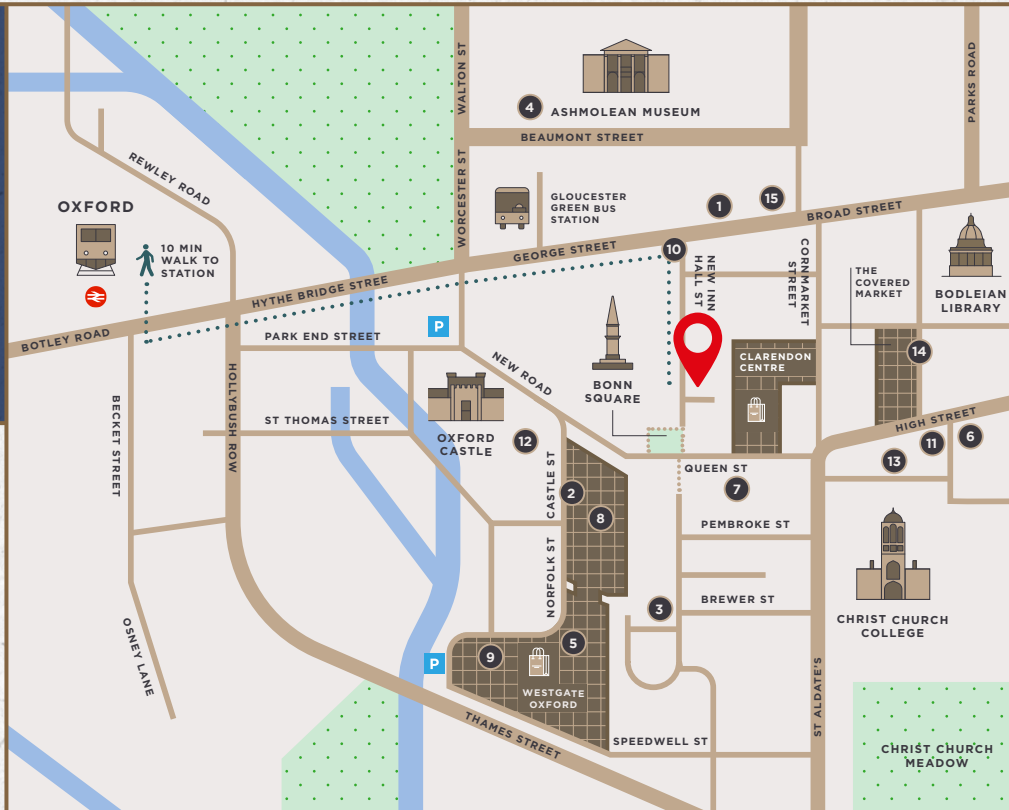 WALTON ST
PARKS ROAD
4
ASHMOLEAN MUSEUM
BEAUMONT STREET
REWLEY ROAD
WORCESTER ST
OXFORD
GLOUCESTER
GREEN BUS
STATION
1
15
BROAD STREET
10 MIN
WALK TO
STATION
GEORGE STREET
10
NEW INN
HALL ST
CORNMARKET
STREET
THE
COVERED
MARKET
BODLEIAN
LIBRARY
HYTHE BRIDGE STREE
BOTLEY ROAD
P
PARK END STREET
NEW ROAD
CLARENDON
CENTRE
14
BONN
SQUARE
HOLLYBUSH ROW
BECKET STREET
ST THOMAS STREET
OXFORD
CASTLE
12
HIGH STREET
11
6
13
CASTLE ST
QUEEN ST
2
7
8
PEMBROKE ST
NORFOLK ST
BREWER ST
3
CHRIST CHURCH
COLLEGE
OSNEY LANE
P
9
5
WESTGATE
OXFORD
ST ALDATE'S
THAMES STREET
SPEEDWELL ST
CHRIST CHURCH
MEADOW